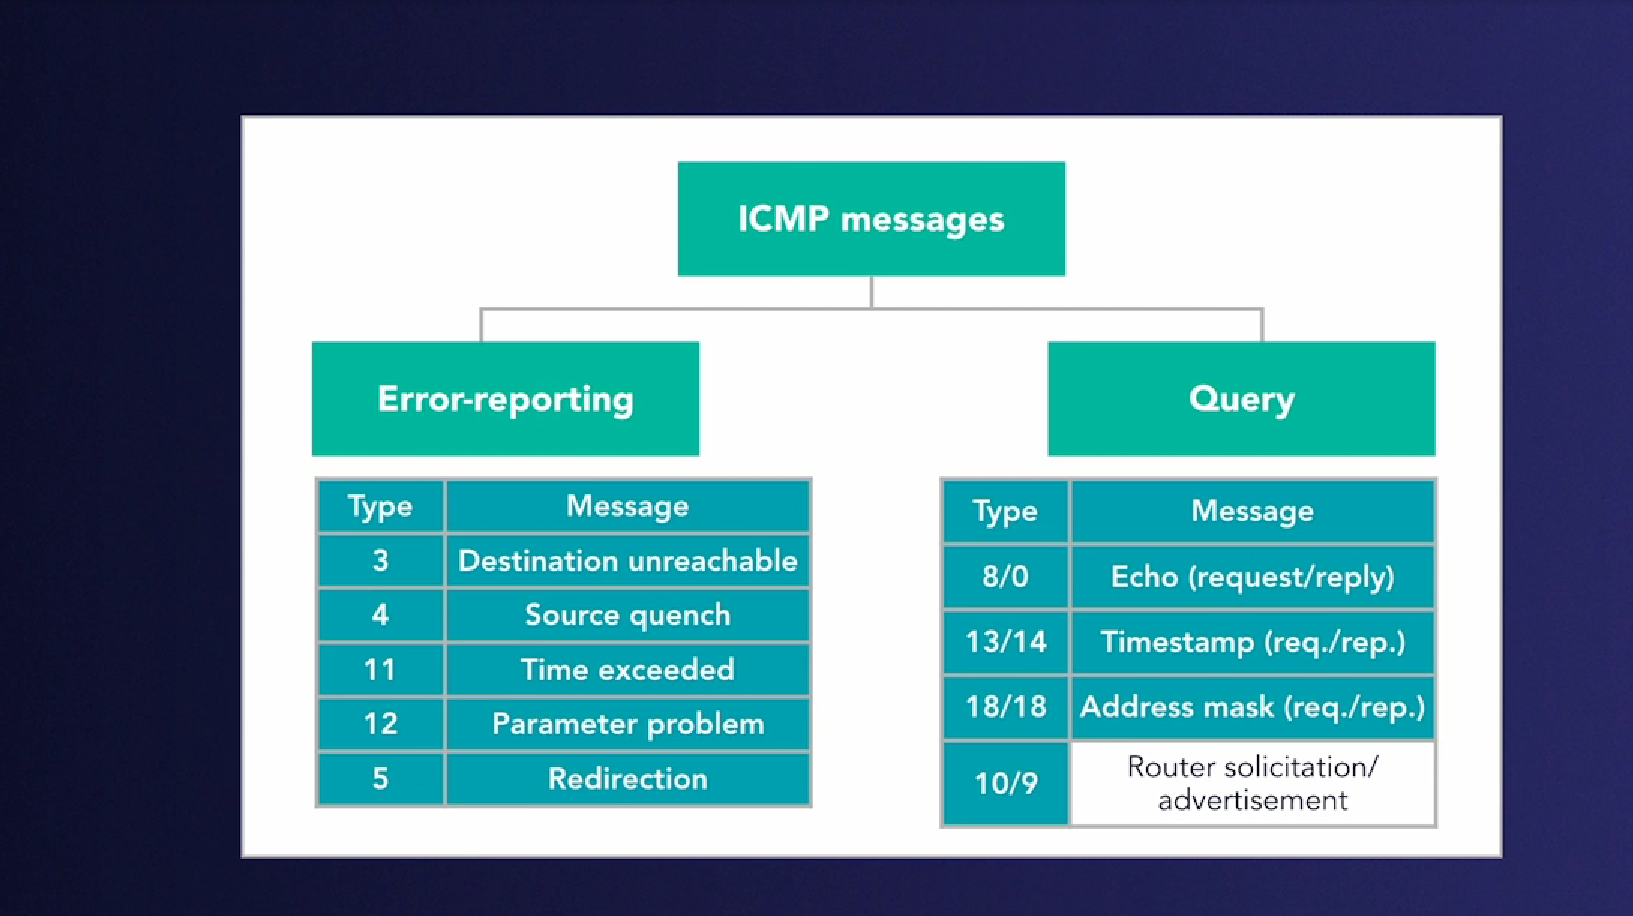 ICMP messages
Error-reporting
Type Message
3 Destination unreachable
4 Source quench
11 Time exceeded
12 Parameter problem
5 Redirection
Query
Type Message
8/0 Echo (request/reply)
13/14 Timestamp (req./rep.)
18/18 Address mask (req./rep.)
10/9 Router solicitation/
advertisement